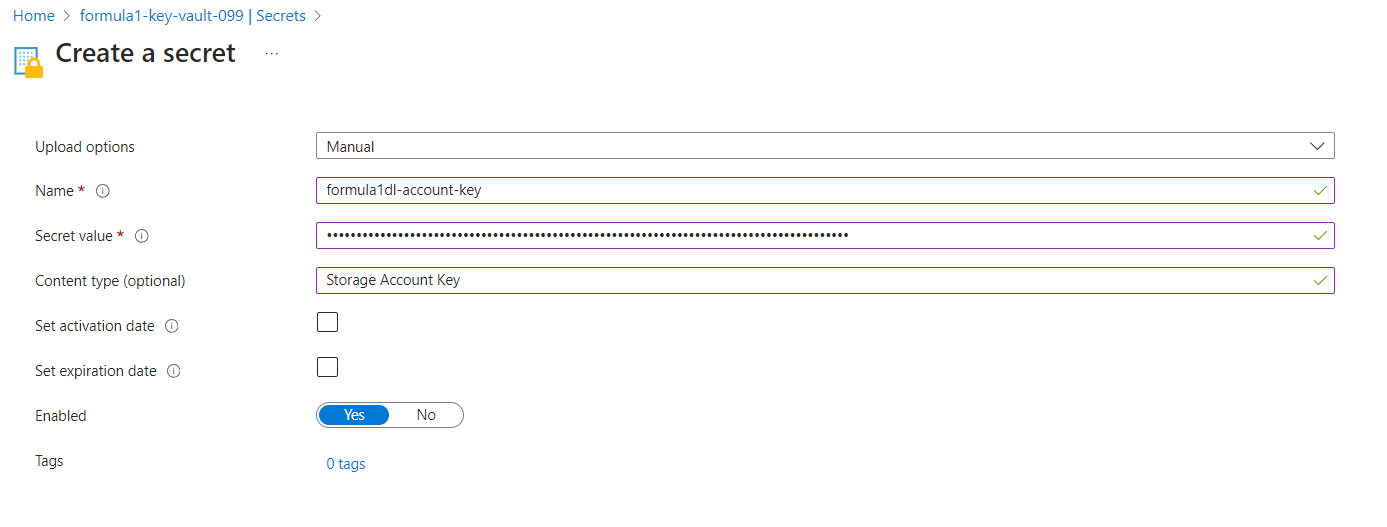 Home > formula1-key-vault-099 | Secrets >
Create a secret ...
Upload options Manual
Name * formula1dl-account-key
Secret value * ••••••••••••••••••••••••••••••••••••••••••••••••••••••••••••••••••••••••••••••••••••••••
Content type (optional) Storage Account Key
Set activation date
Set expiration date
Enabled Yes No
Tags 0 tags